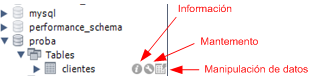 Información
mysql
performance_schema
Mantemento
proba
Tables
clientes
Manipulación de datos